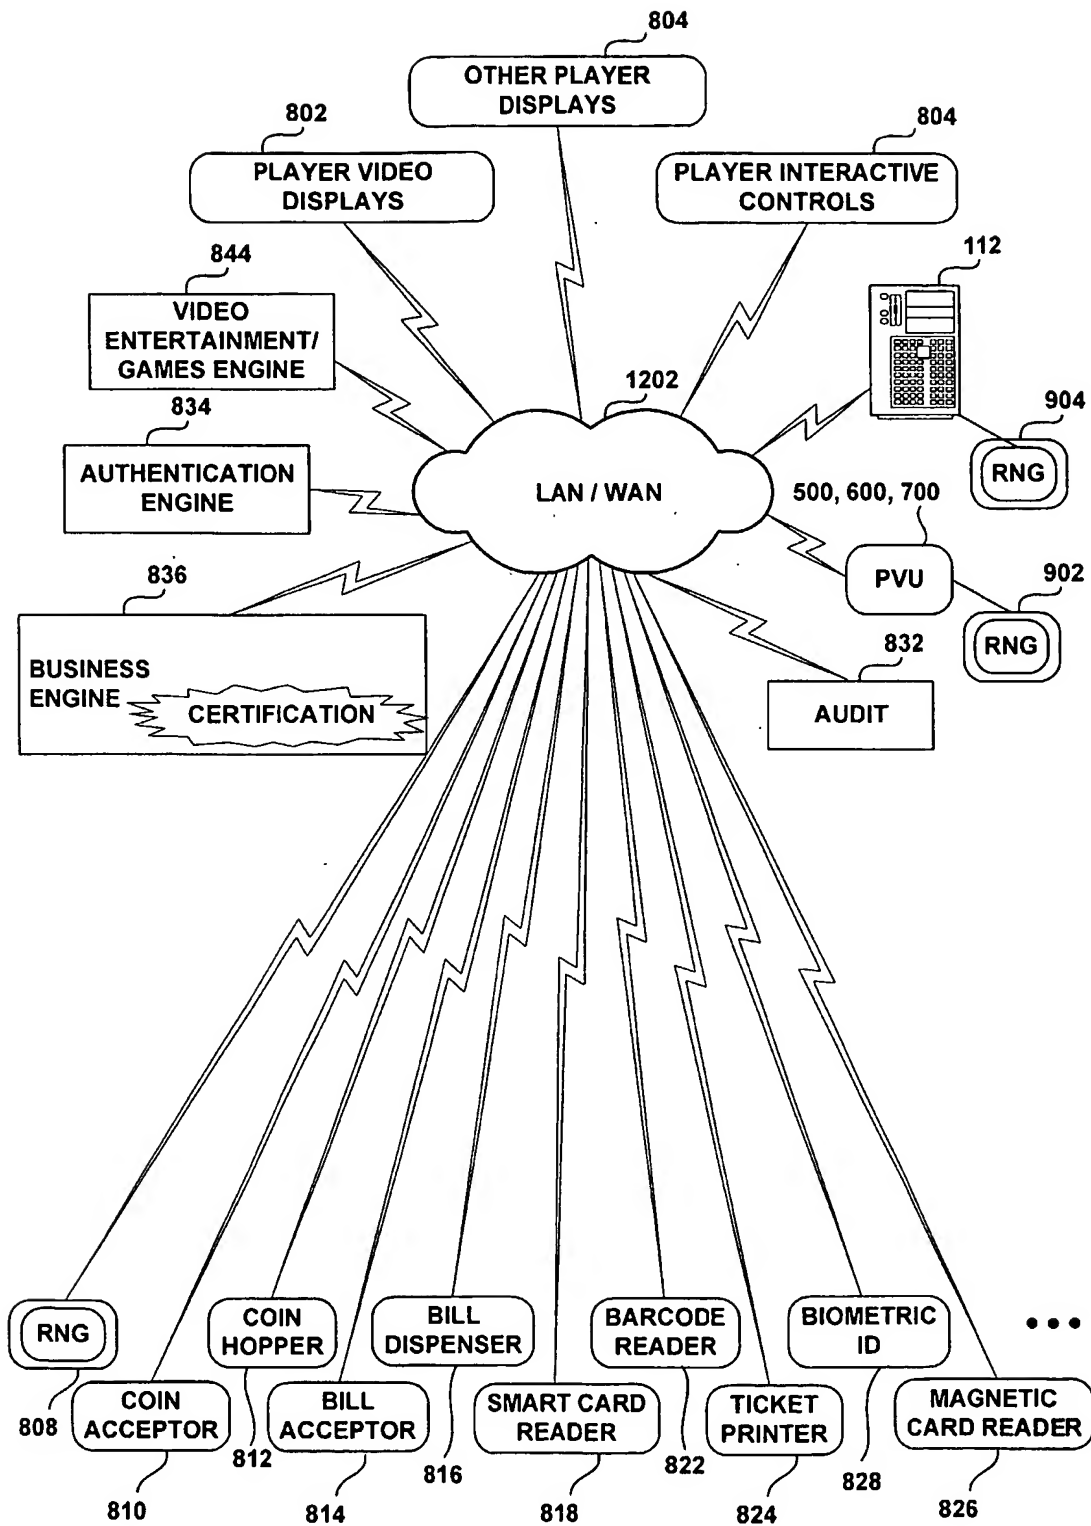 804
OTHER PLAYER
DISPLAYS
802
PLAYER VIDEO
DISPLAYS
804
PLAYER INTERACTIVE
CONTROLS
844
VIDEO
ENTERTAINMENT/
GAMES ENGINE
112
1202
LAN / WAN
904
RNG
834
AUTHENTICATION
ENGINE
500, 600, 700
PVU
902
RNG
836
BUSINESS
ENGINE
CERTIFICATION
832
AUDIT
RNG
808
COIN
ACCEPTOR
810
COIN
HOPPER
812
BILL
ACCEPTOR
814
BILL
DISPENSER
816
SMART CARD
READER
818
BARCODE
READER
822
TICKET
PRINTER
824
BIOMETRIC
ID
828
MAGNETIC
CARD READER
826